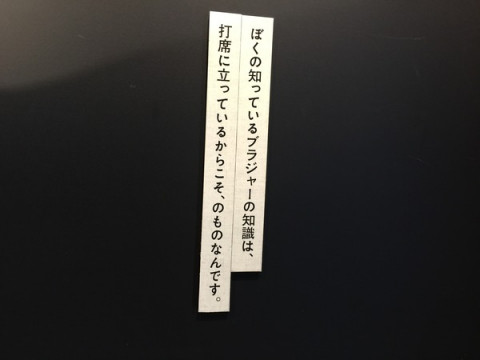 ぼくの知っているブラジャーの知識は、
打席に立っているからこそ、のものなんです。